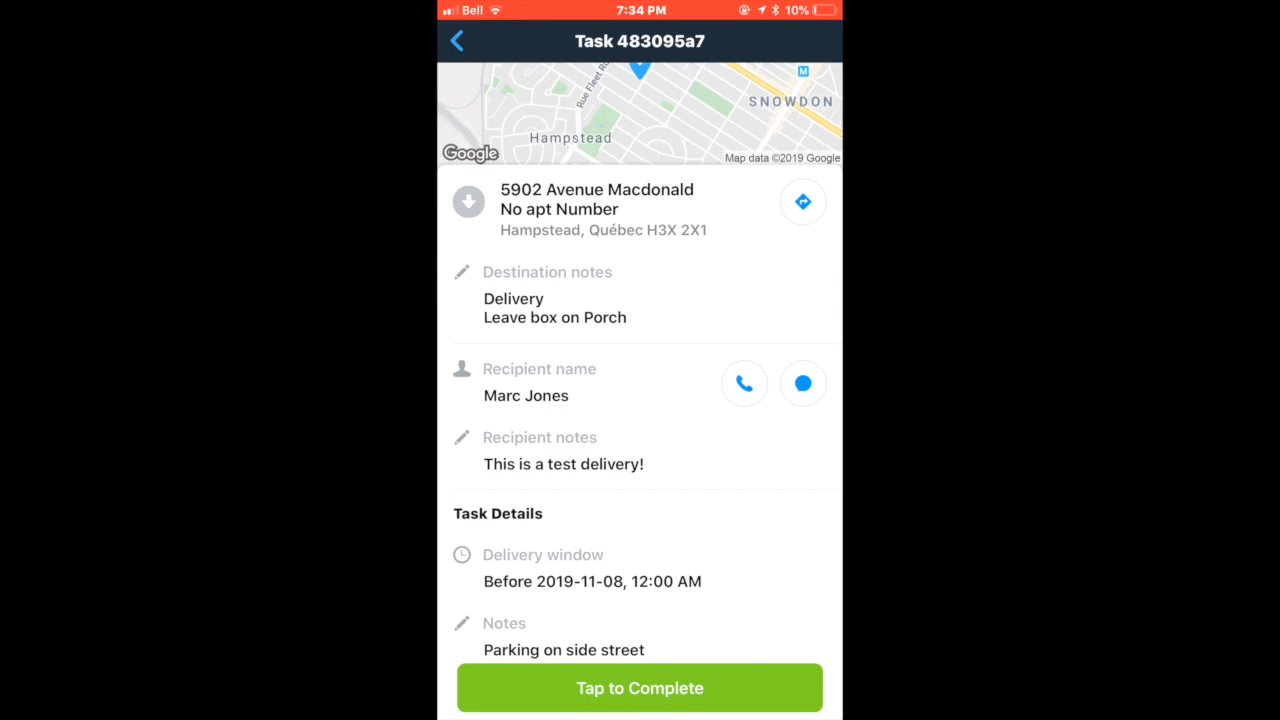 Bell 7:34 PM 10%
Task 483095a7
Rue Fleet Ro
M
SNOWDON
Hampstead
Google
Map data ©2019 Google
5902 Avenue Macdonald
No apt Number
Hampstead, Québec H3X 2X1
Destination notes
Delivery
Leave box on Porch
Recipient name
Marc Jones
Recipient notes
This is a test delivery!
Task Details
Delivery window
Before 2019-11-08, 12:00 AM
Notes
Parking on side street
Tap to Complete